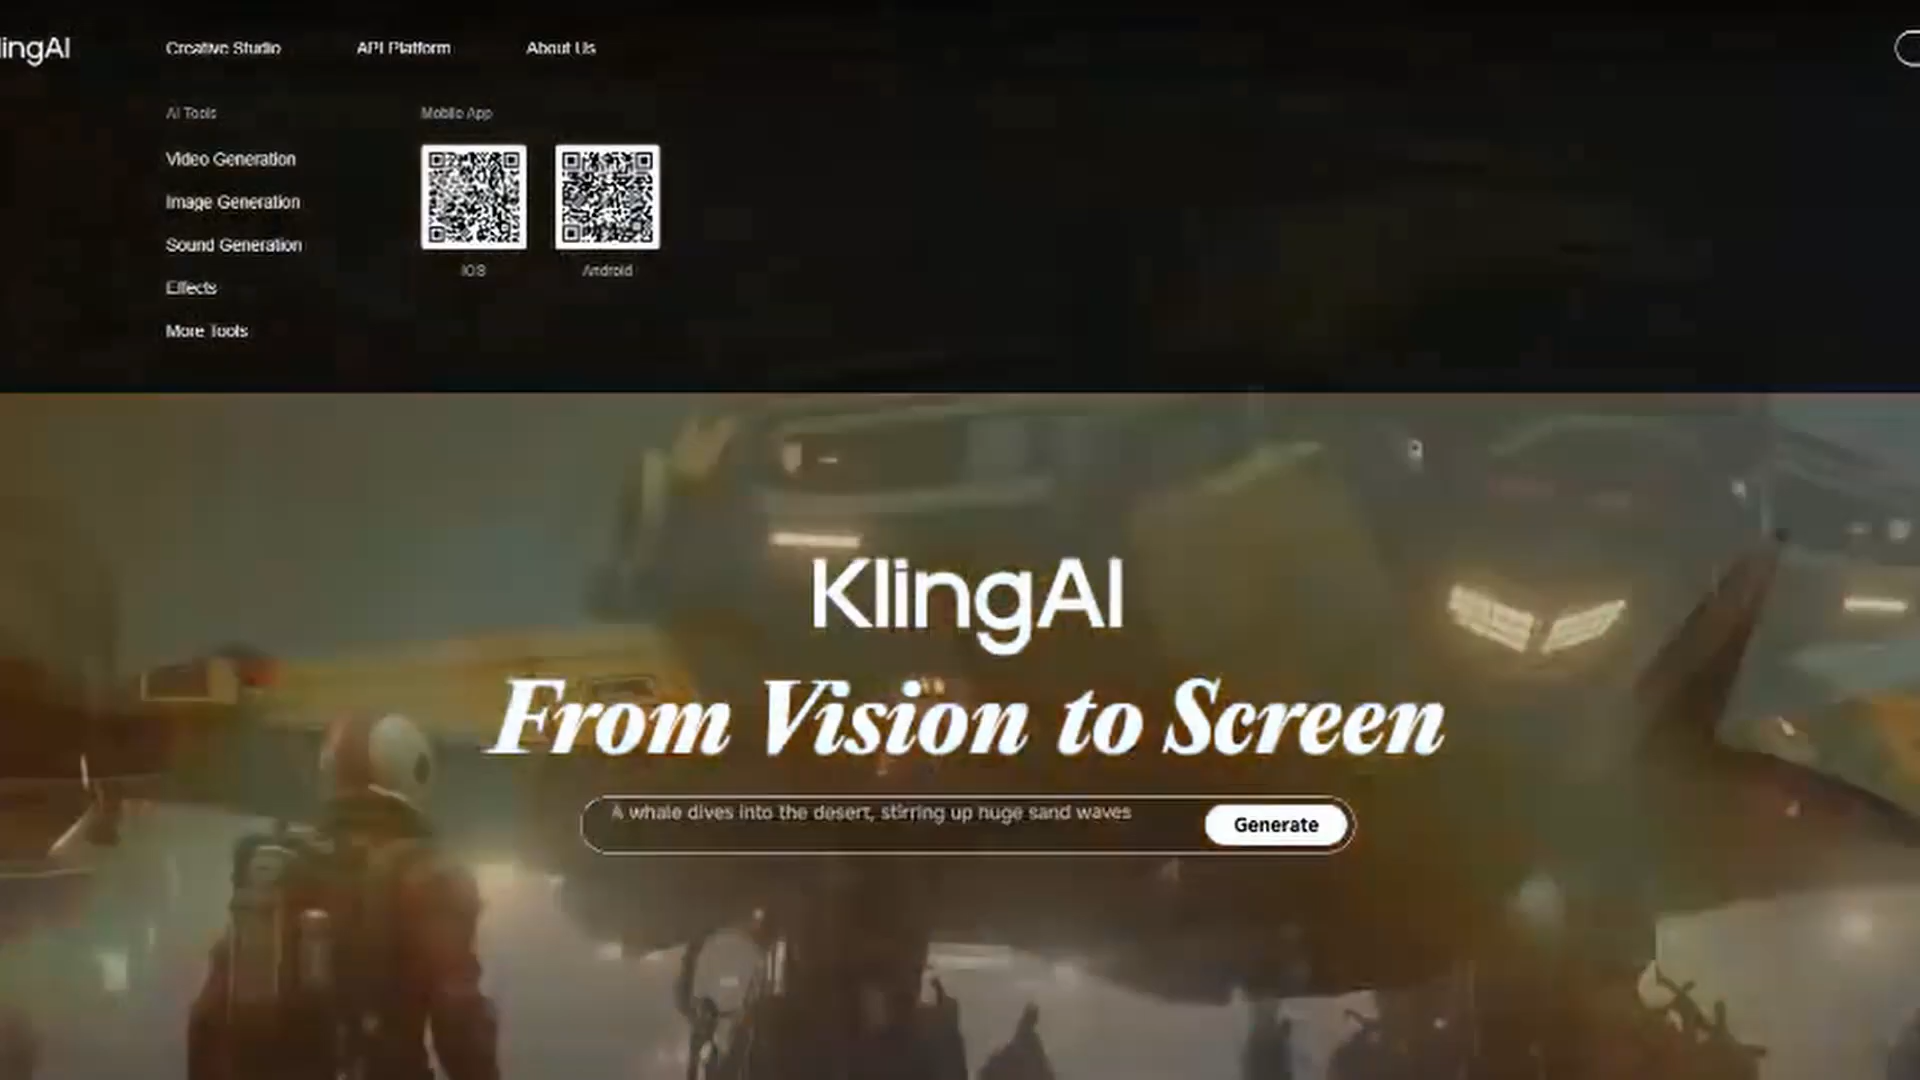 lingAI
Creative Studio
API Platform
About Us
AI Tools
Mobile App
Video Generation
Image Generation
Sound Generation
Effects
More Tools
iOS
Android
KlingAI
From Vision to Screen
A whale dives into the desert, stirring up huge sand waves
Generate